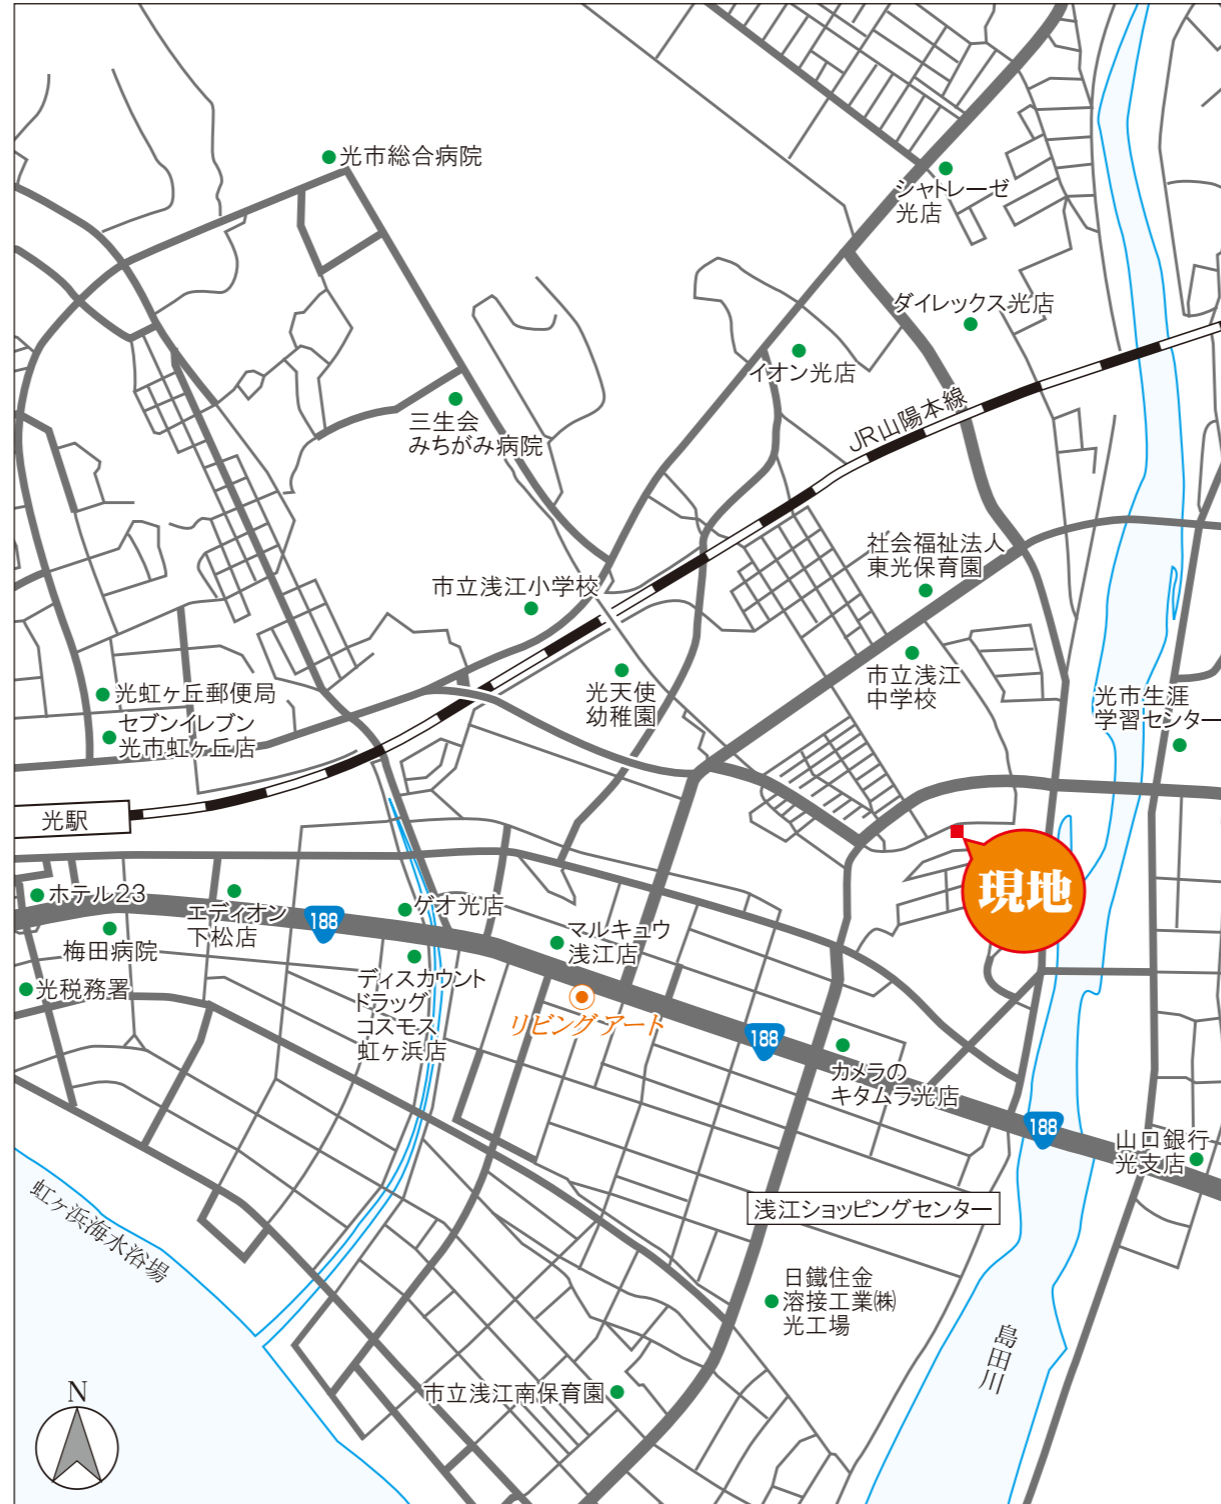 光市総合病院
シャトレーゼ
光店
ダイレックス光店
イオン光店
JR山陽本線
三生会
みちがみ病院
社会福祉法人
東光保育園
市立浅江小学校
市立浅江
中学校
光天使
幼稚園
光市生涯
学習センター
光虹ヶ丘郵便局
セブンイレブン
光市虹ヶ丘店
光駅
現地
ホテル23
エディオン
下松店
188
ゲオ光店
マルキュウ
浅江店
梅田病院
光税務署
ディスカウント
ドラッグ
コスモス
虹ヶ浜店
リビングアート
188
カメラの
キタムラ光店
188
山口銀行
光支店
浅江ショッピングセンター
虹ヶ浜海水浴場
日鐵住金
溶接工業㈱
光工場
島田川
市立浅江南保育園
N